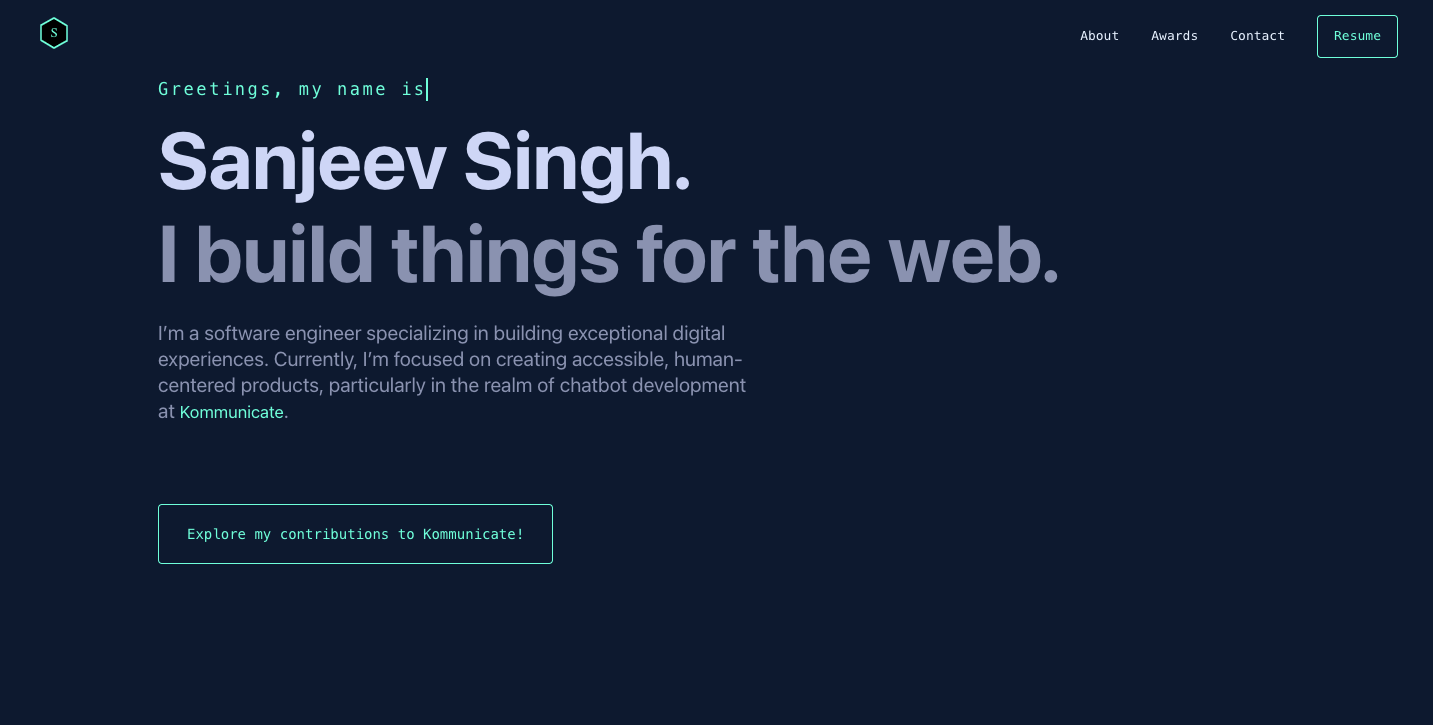 S
About Awards Contact Resume
Greetings, my name is
Sanjeev Singh.
I build things for the web.
I’m a software engineer specializing in building exceptional digital
experiences. Currently, I’m focused on creating accessible, human-
centered products, particularly in the realm of chatbot development
at Kommunicate.
Explore my contributions to Kommunicate!